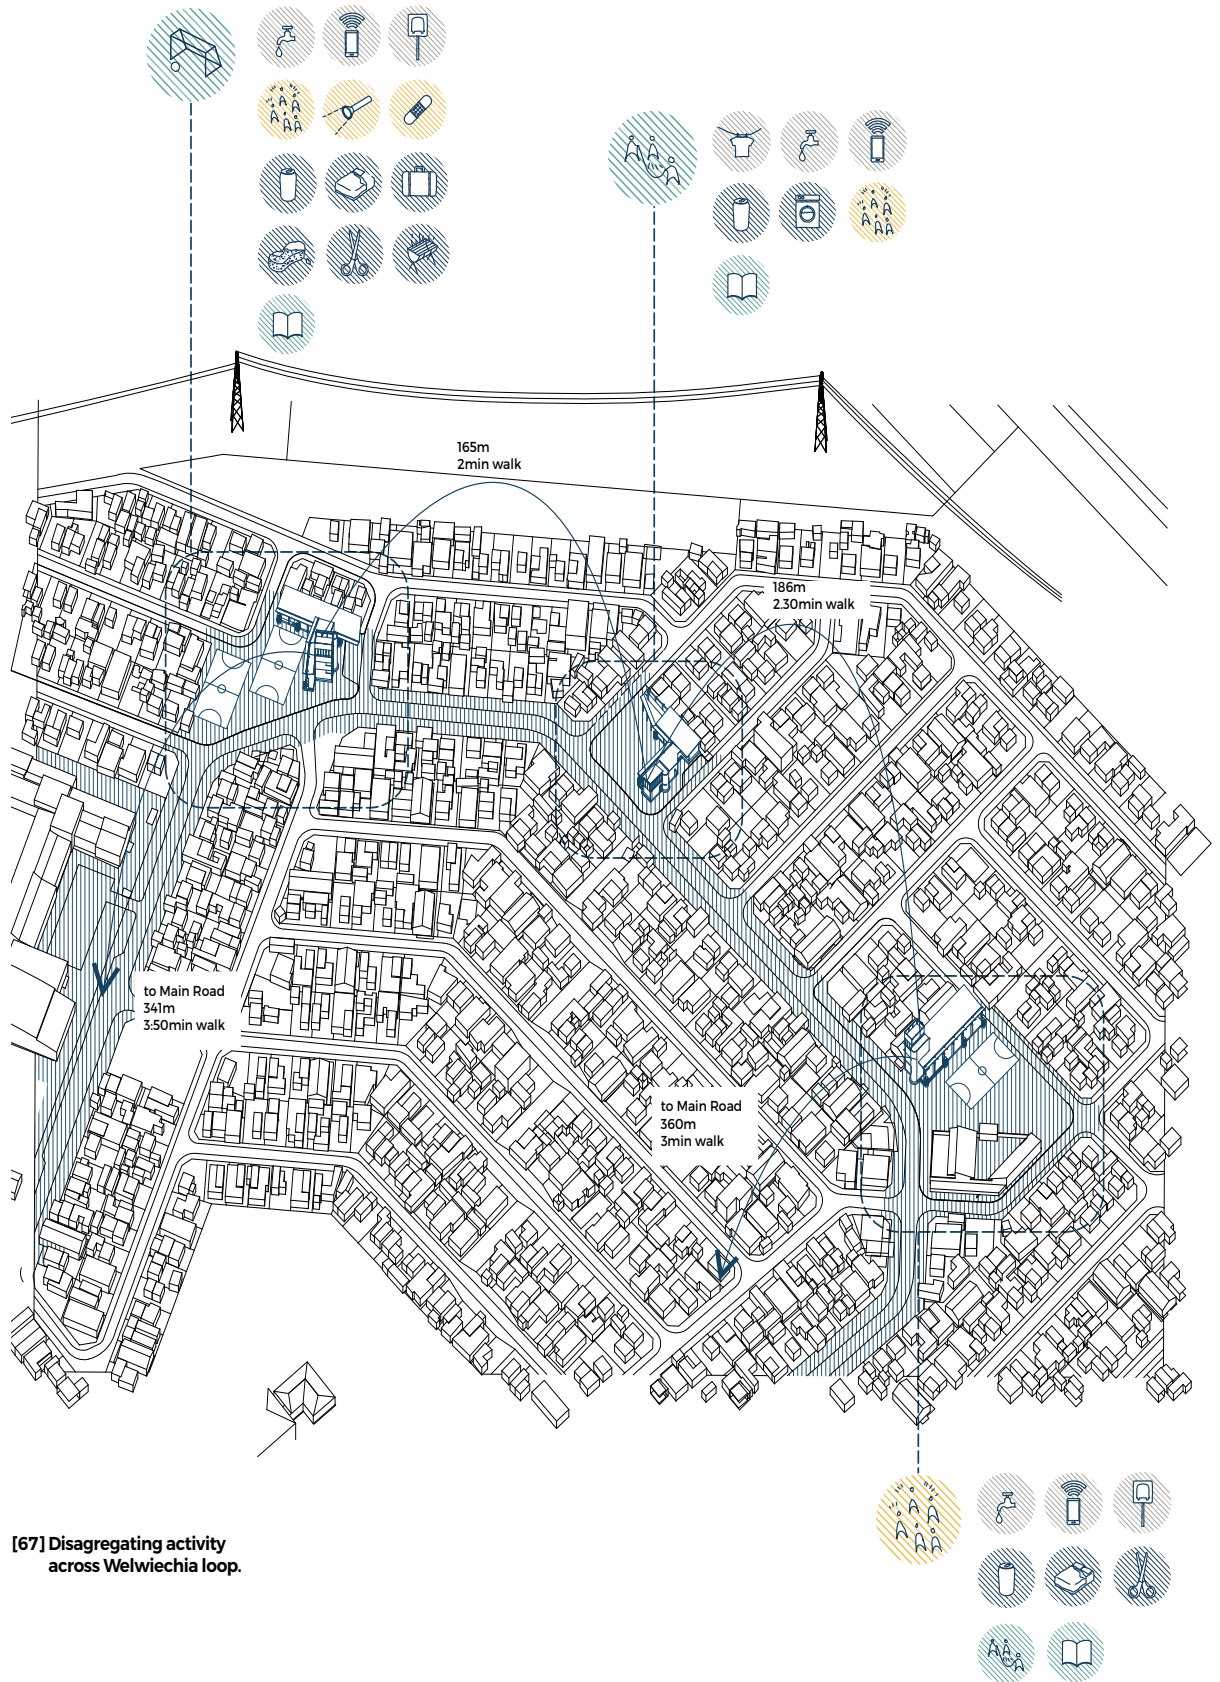 165m
2min walk
186m
2.30min walk
to Main Road
341m
3:50min walk
to Main Road
360m
3min walk
[67] Disagregating activity
across Welwiechia loop.